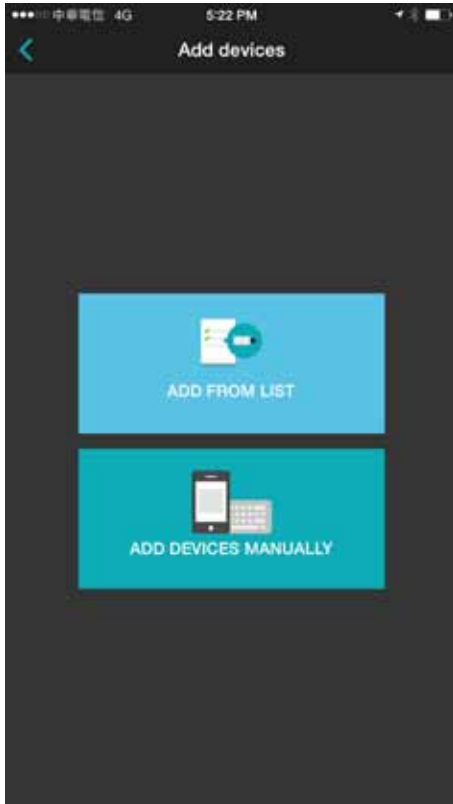 中華電信 4G 5:22 PM
Add devices
ADD FROM LIST
ADD DEVICES MANUALLY